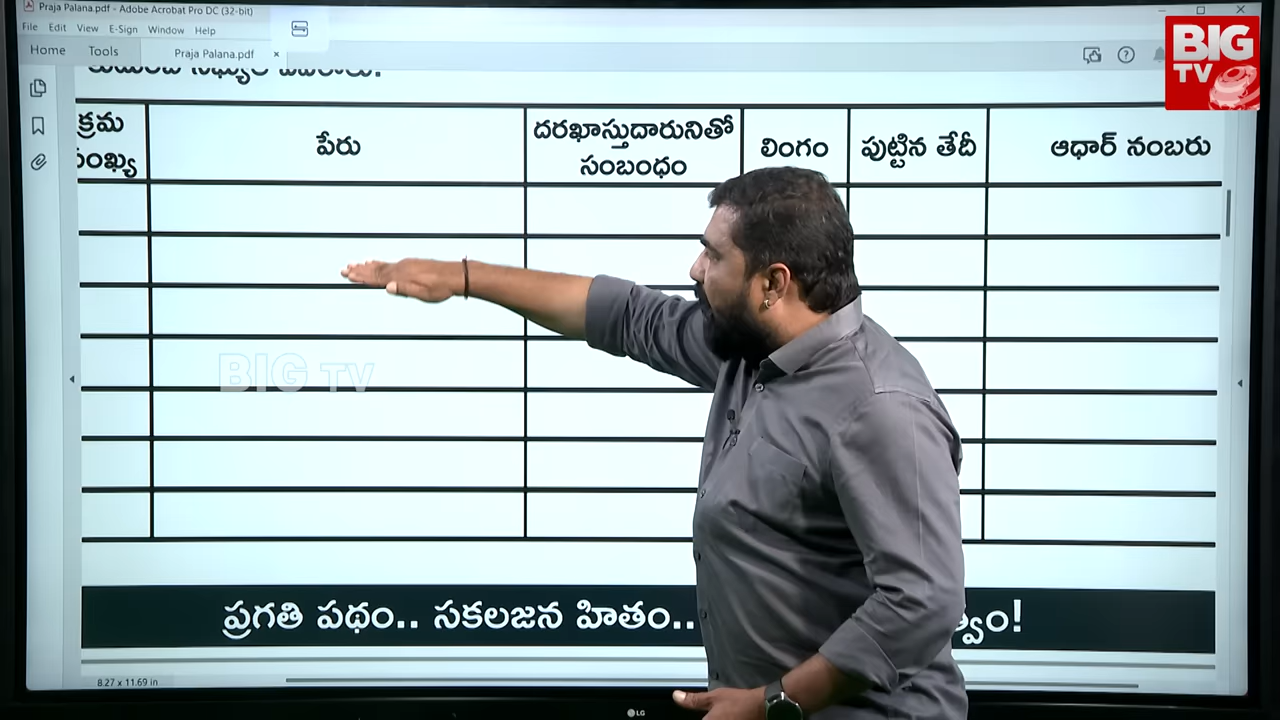 Praja Palana.pdf - Adobe Acrobat Pro DC (32-bit)
File Edit View E-Sign Window Help
Home Tools Praja Palana.pdf ×
BIG
TV
క్రమ పేరు దరఖాస్తుదారునితో సంబంధం లింగం పుట్టిన తేదీ ఆధార్ నంబరు
BIG TV
ప్రగతి పథం.. సకలజన హితం..
8.27 x 11.69 in
LG